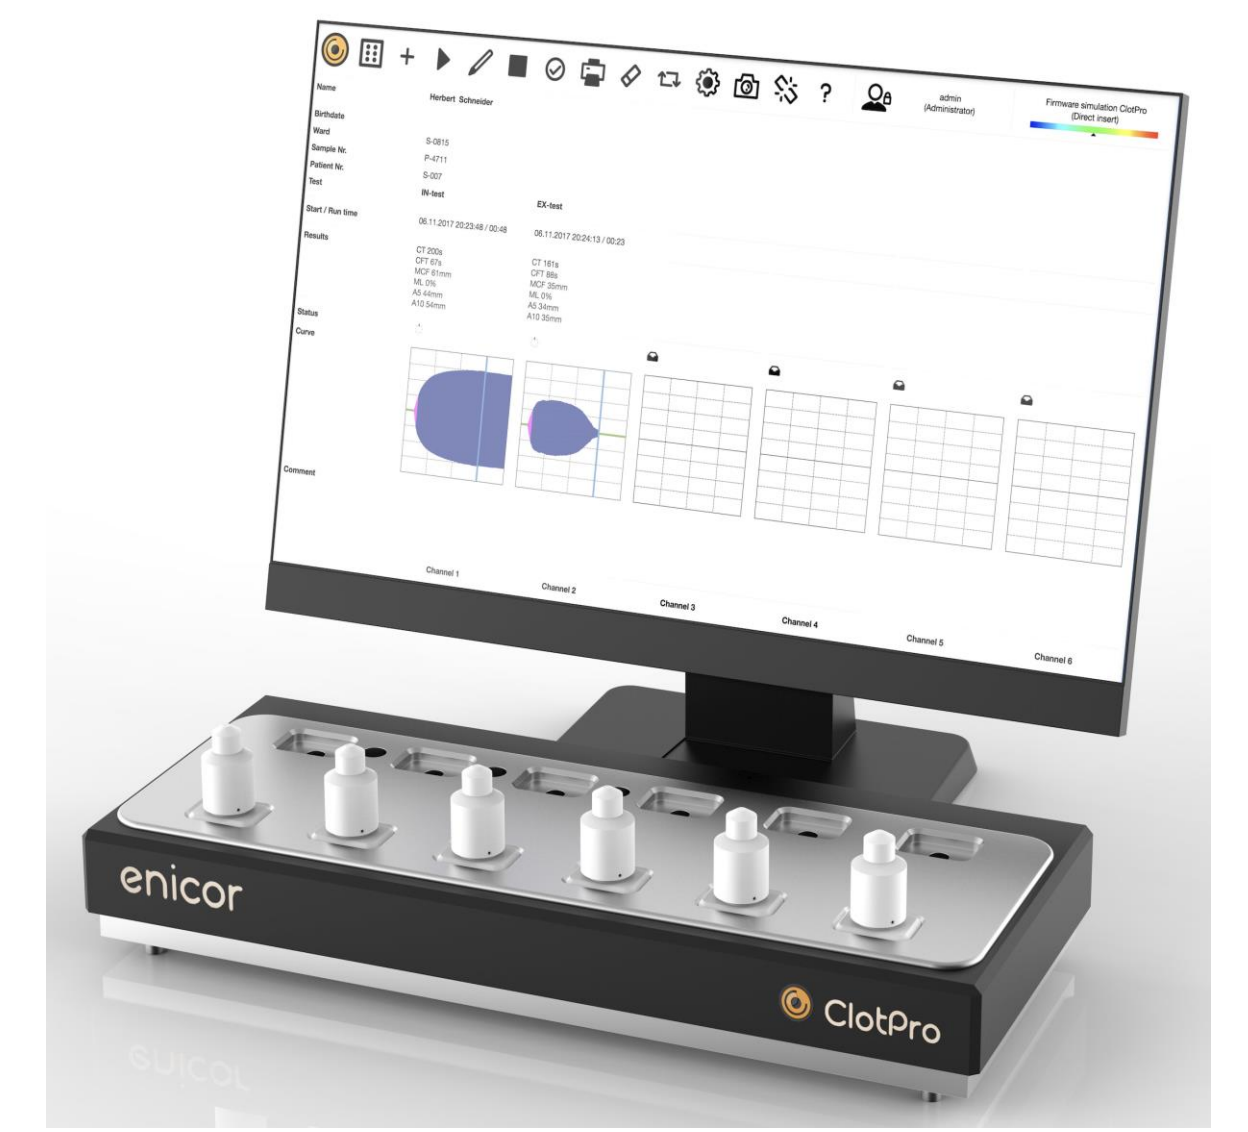 ?
admin
(Administrator)
Firmware simulation ClotPro
(Direct insert)
Name
Herbert Schneider
Birthdate
Ward
S-0815
Sample Nr.
P-4711
Patient Nr.
S-007
Test
IN-test
EX-test
Start / Run time
06.11.2017 20:23:48 / 00:48
06.11.2017 20:24:13 / 00:23
Results
CT 200s
CFT 67s
MCF 61mm
ML 0%
A5 44mm
A10 54mm
CT 161s
CFT 88s
MCF 35mm
ML 0%
A5 34mm
A10 35mm
Status
Curve
Comment
Channel 1
Channel 2
Channel 3
Channel 4
Channel 5
Channel 6
enicor
ClotPro